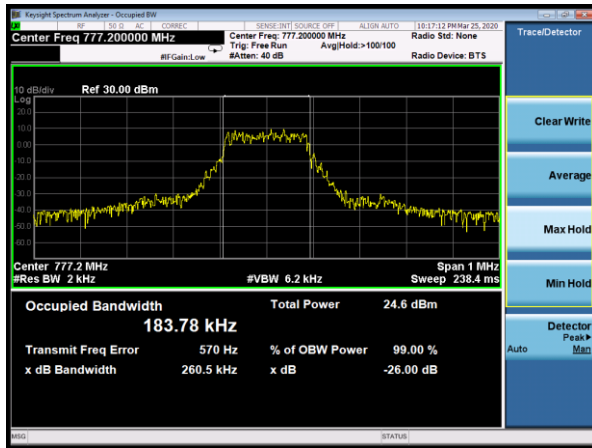 Keysight Spectrum Analyzer - Occupied BW
RF 50 Ω AC CORREC SENSE:INT SOURCE OFF ALIGN AUTO 10:17:12 PM Mar 25, 2020
Center Freq 777.200000 MHz
Center Freq: 777.200000 MHz
Radio Std: None
Trig: Free Run Avg|Hold:>100/100
#IFGain:Low
#Atten: 40 dB
Radio Device: BTS
Trace/Detector
10 dB/div Ref 30.00 dBm
Log
20.0
10.0
0.00
-10.0
-20.0
-30.0
-40.0
-50.0
-60.0
Center 777.2 MHz Span 1 MHz
#Res BW 2 kHz #VBW 6.2 kHz Sweep 238.4 ms
Occupied Bandwidth Total Power 24.6 dBm
183.78 kHz
Transmit Freq Error 570 Hz % of OBW Power 99.00 %
x dB Bandwidth 260.5 kHz x dB -26.00 dB
Clear Write
Average
Max Hold
Min Hold
Detector
Peak▶
Auto Man
MSG STATUS